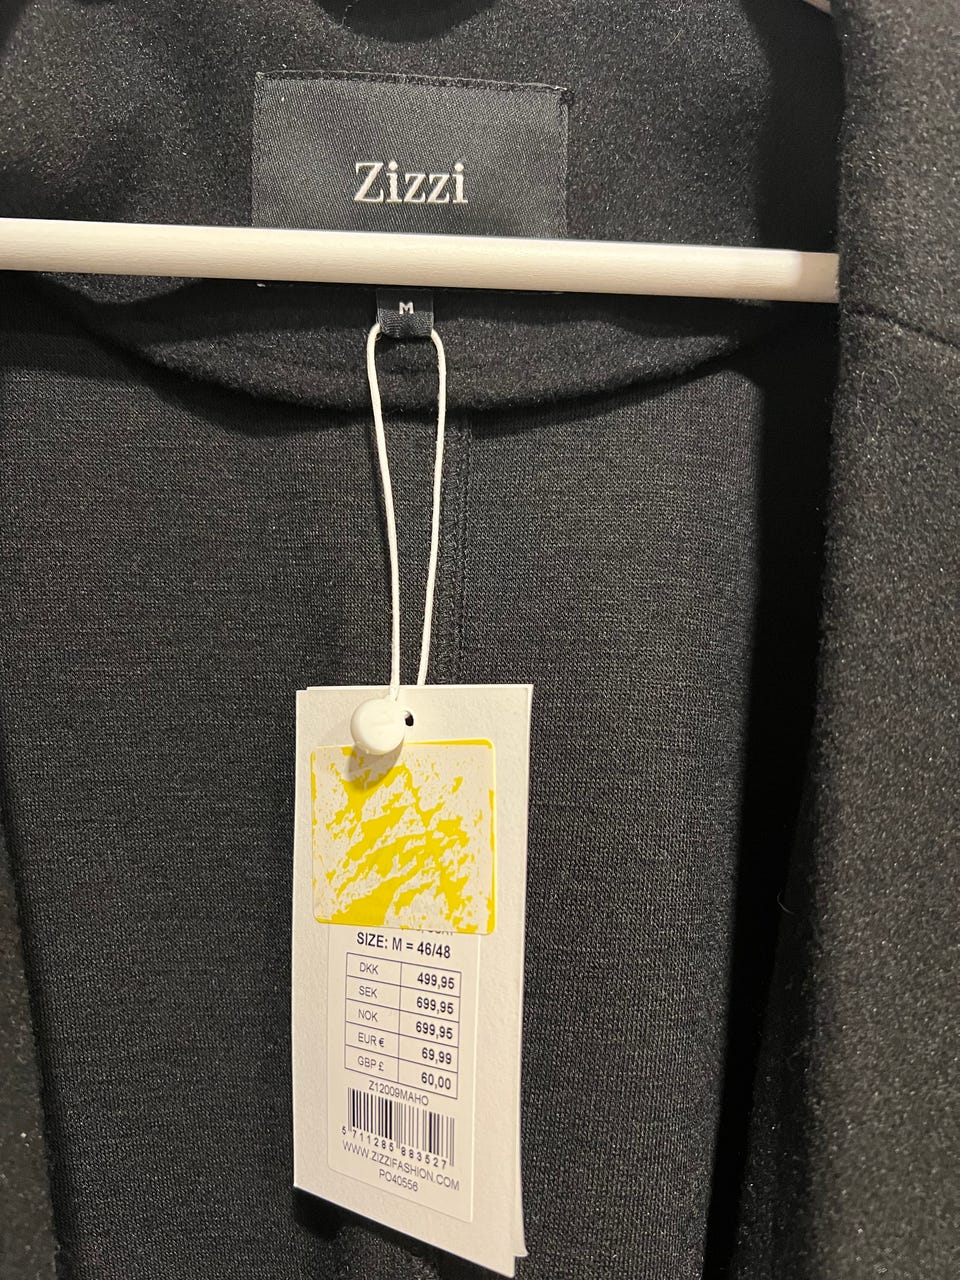 Zizzi
M
SIZE: M = 46/48
DKK 499,95
SEK 699,95
NOK 699,95
EUR € 69,99
GBP £ 60,00
Z12009MAHO
5 711285 883527
WWW.ZIZZIFASHION.COM
PO40556